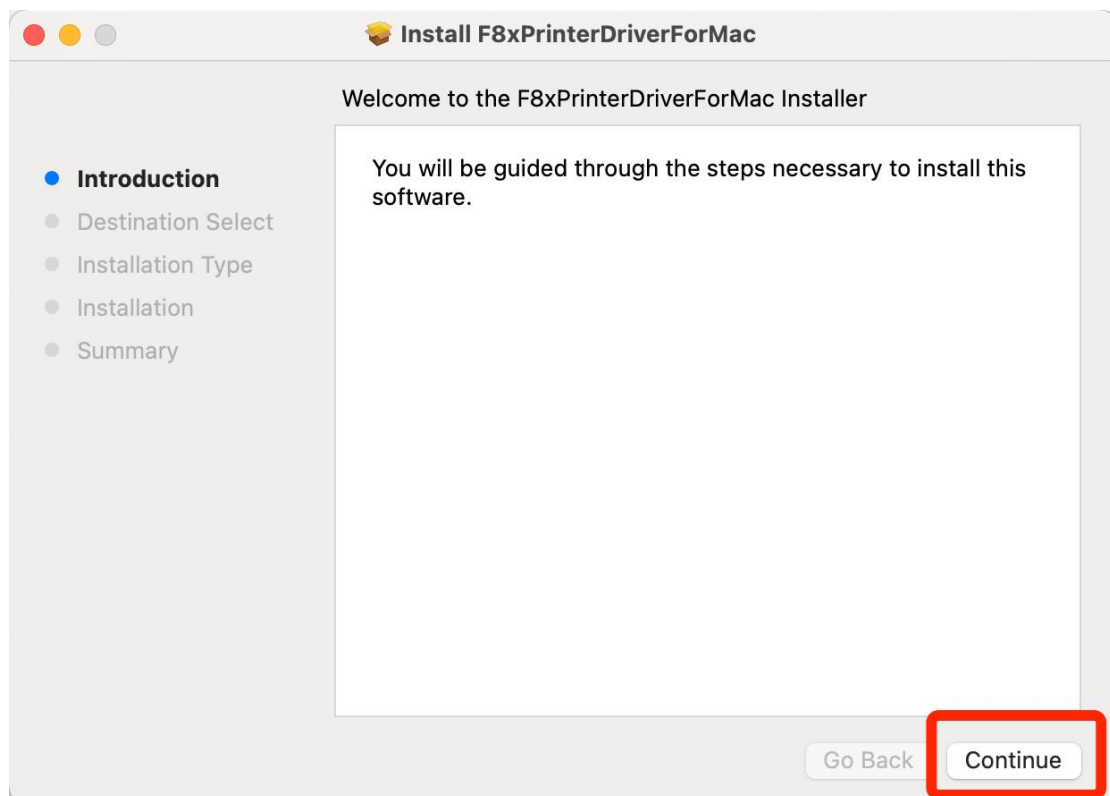 Install F8xPrinterDriverForMac
Welcome to the F8xPrinterDriverForMac Installer
Introduction
Destination Select
Installation Type
Installation
Summary
You will be guided through the steps necessary to install this
software.
Go Back
Continue